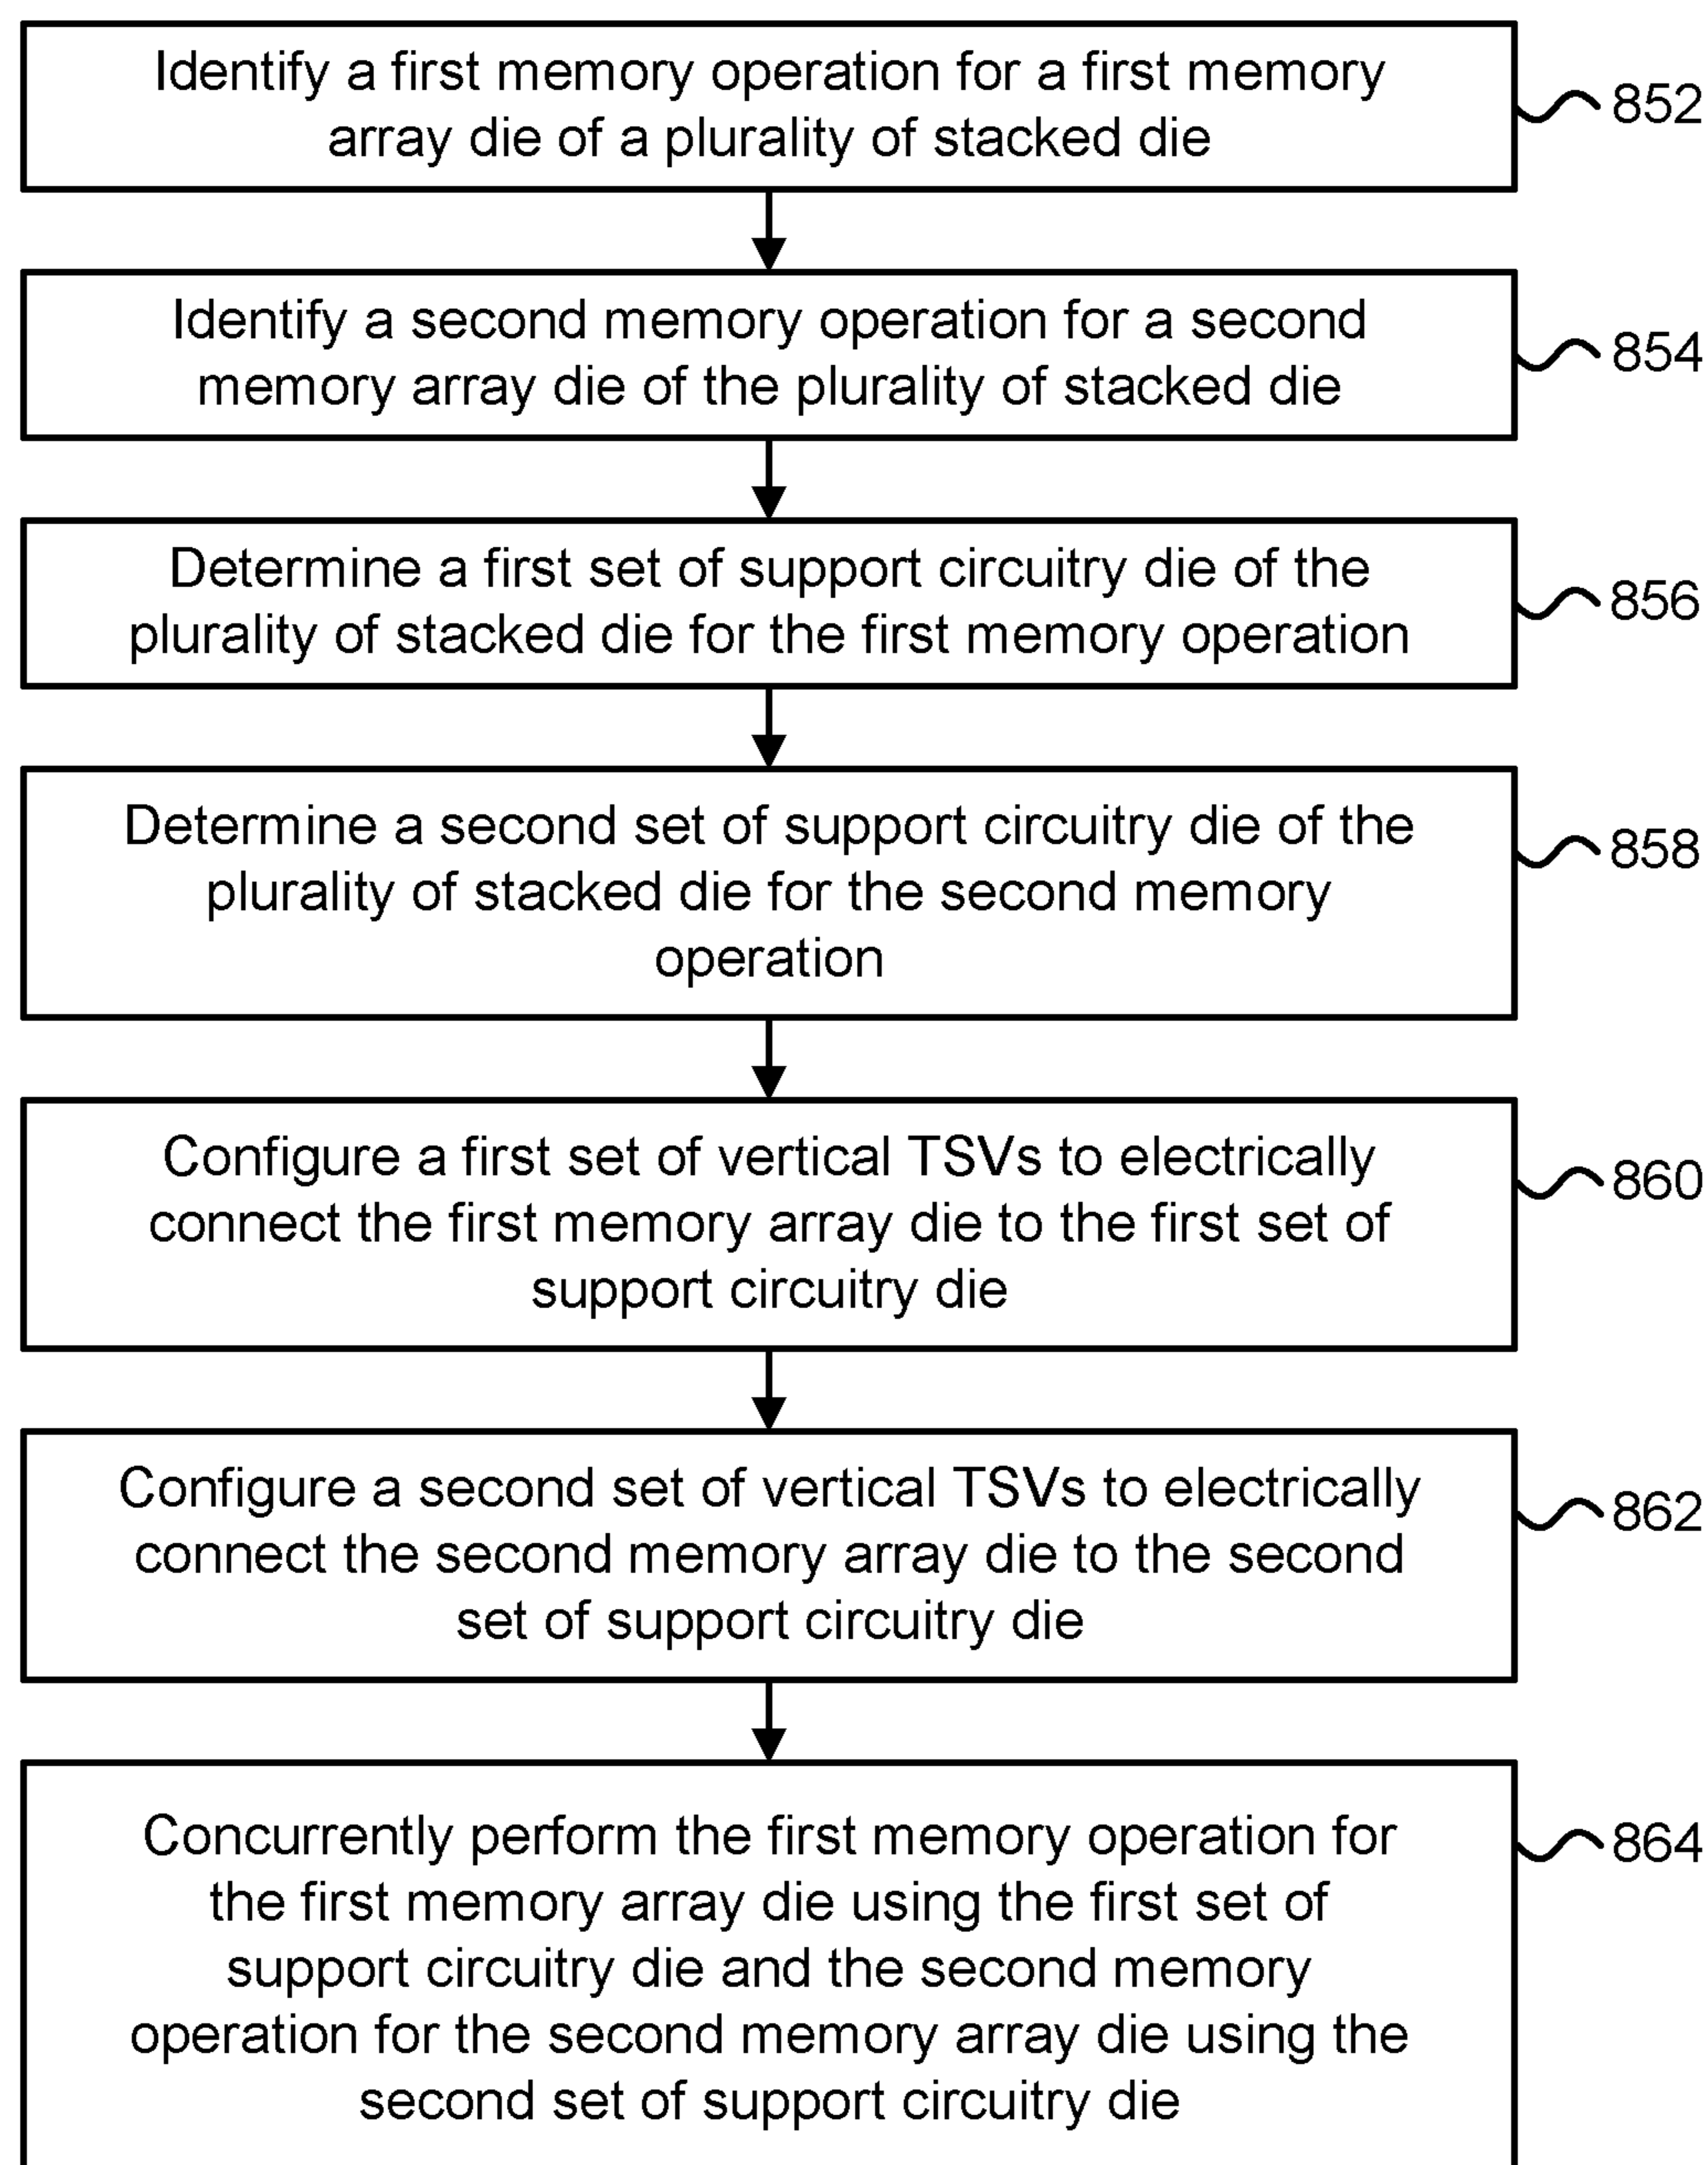 Identify a first memory operation for a first memory
array die of a plurality of stacked die
852
Identify a second memory operation for a second
memory array die of the plurality of stacked die
854
Determine a first set of support circuitry die of the
plurality of stacked die for the first memory operation
856
Determine a second set of support circuitry die of the
plurality of stacked die for the second memory
operation
858
Configure a first set of vertical TSVs to electrically
connect the first memory array die to the first set of
support circuitry die
860
Configure a second set of vertical TSVs to electrically
connect the second memory array die to the second
set of support circuitry die
862
Concurrently perform the first memory operation for
the first memory array die using the first set of
support circuitry die and the second memory
operation for the second memory array die using the
second set of support circuitry die
864